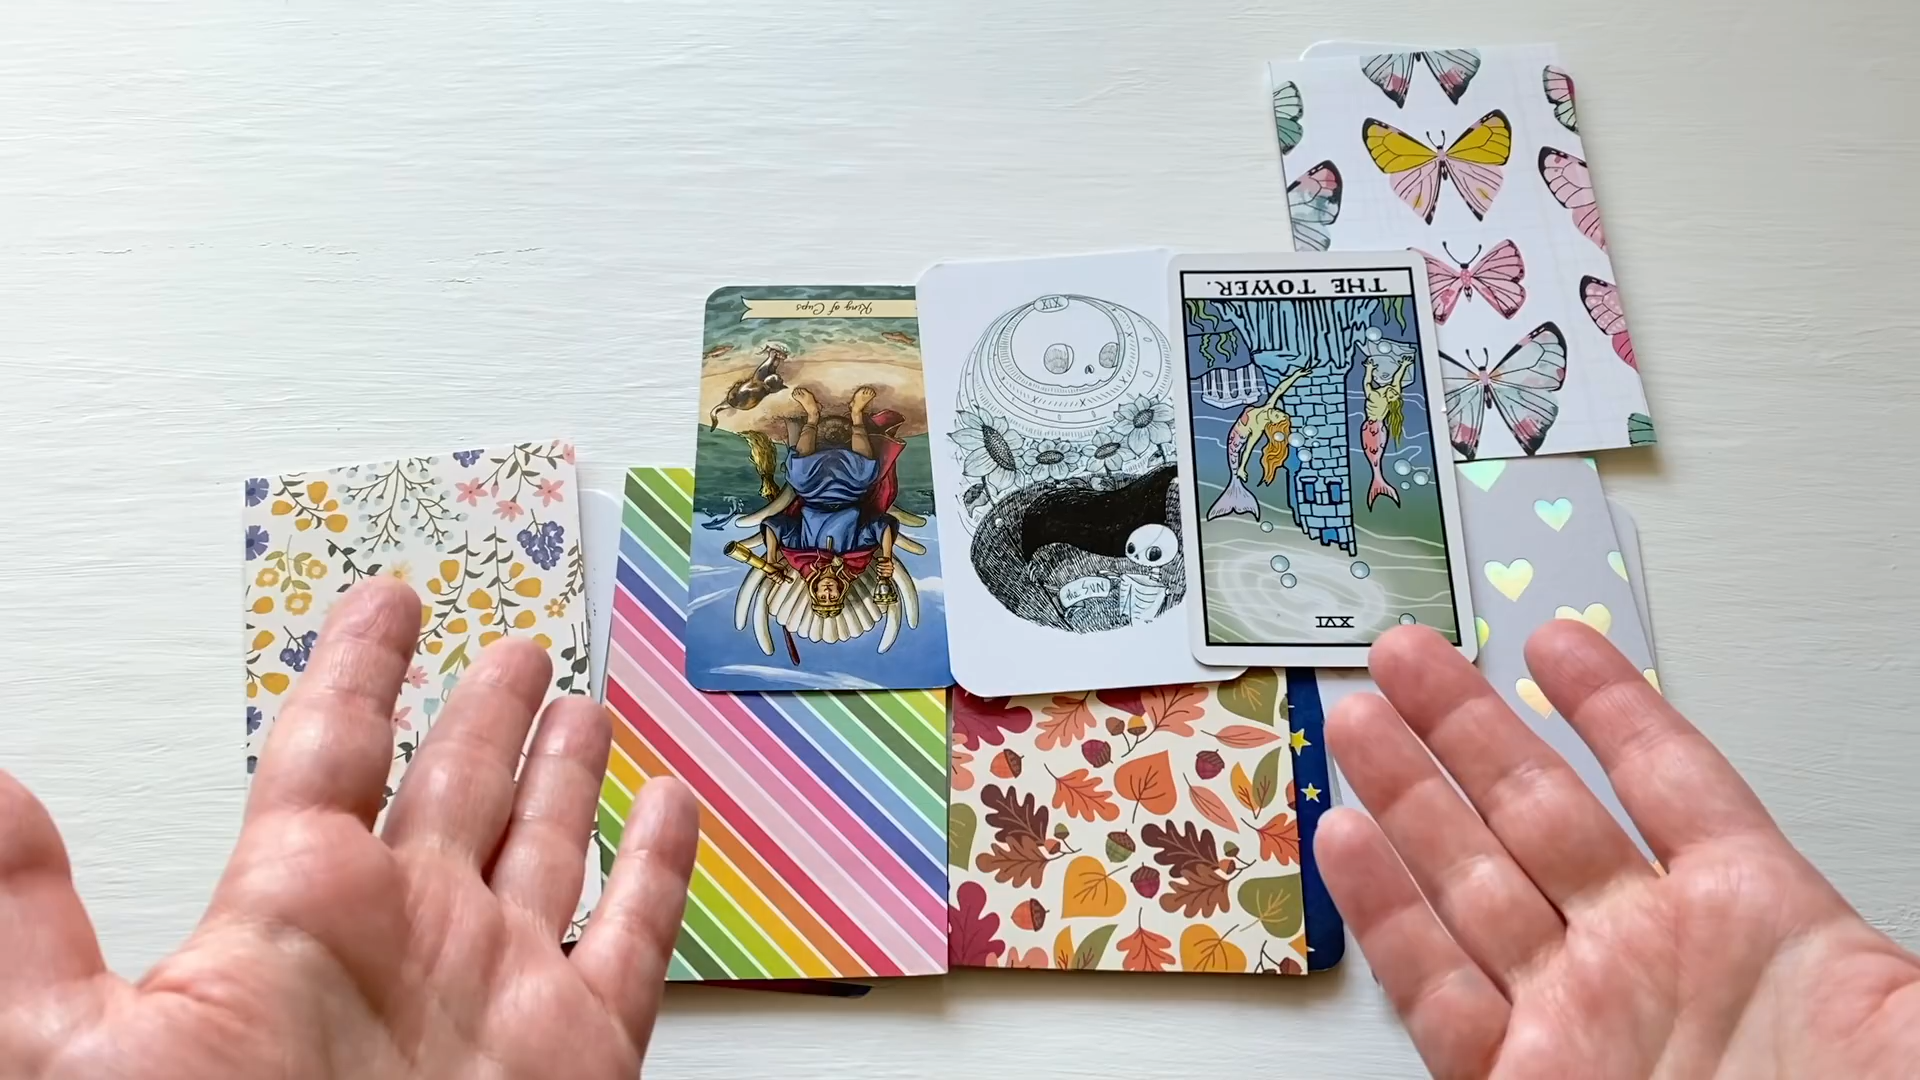 King of Cups
XIX
the SUN
THE TOWER.
XVI